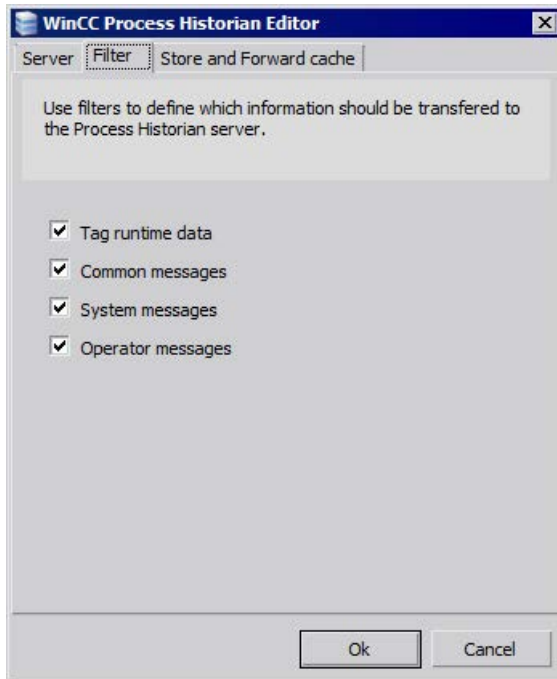 WinCC Process Historian Editor
Server Filter Store and Forward cache
Use filters to define which information should be transfered to
the Process Historian server.
Tag runtime data
Common messages
System messages
Operator messages
Ok Cancel